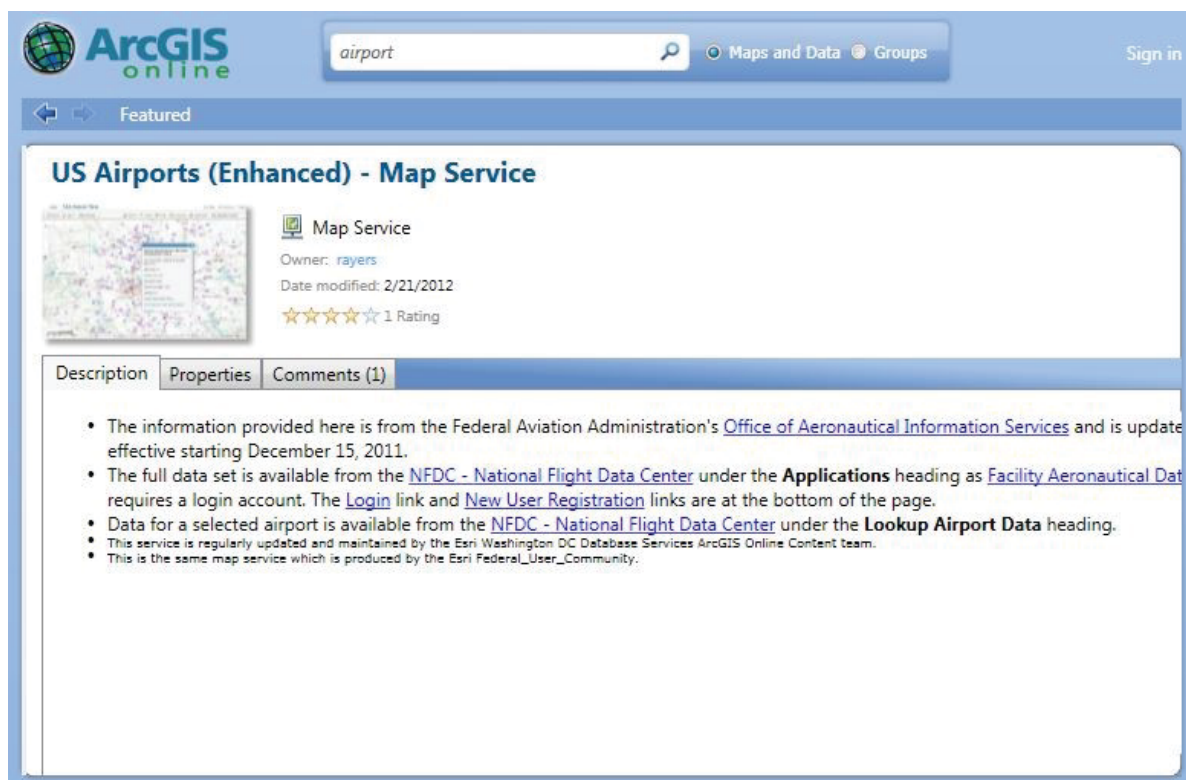 ArcGIS
online
airport
Maps and Data
Groups
Sign in
Featured
US Airports (Enhanced) - Map Service
Map Service
Owner: rayers
Date modified: 2/21/2012
1 Rating
Description
Properties
Comments (1)
• The information provided here is from the Federal Aviation Administration's Office of Aeronautical Information Services and is update
effective starting December 15, 2011.
• The full data set is available from the NFDC - National Flight Data Center under the Applications heading as Facility Aeronautical Dat
requires a login account. The Login link and New User Registration links are at the bottom of the page.
• Data for a selected airport is available from the NFDC - National Flight Data Center under the Lookup Airport Data heading.
• This service is regularly updated and maintained by the Esri Washington DC Database Services ArcGIS Online Content team.
• This is the same map service which is produced by the Esri Federal_User_Community.